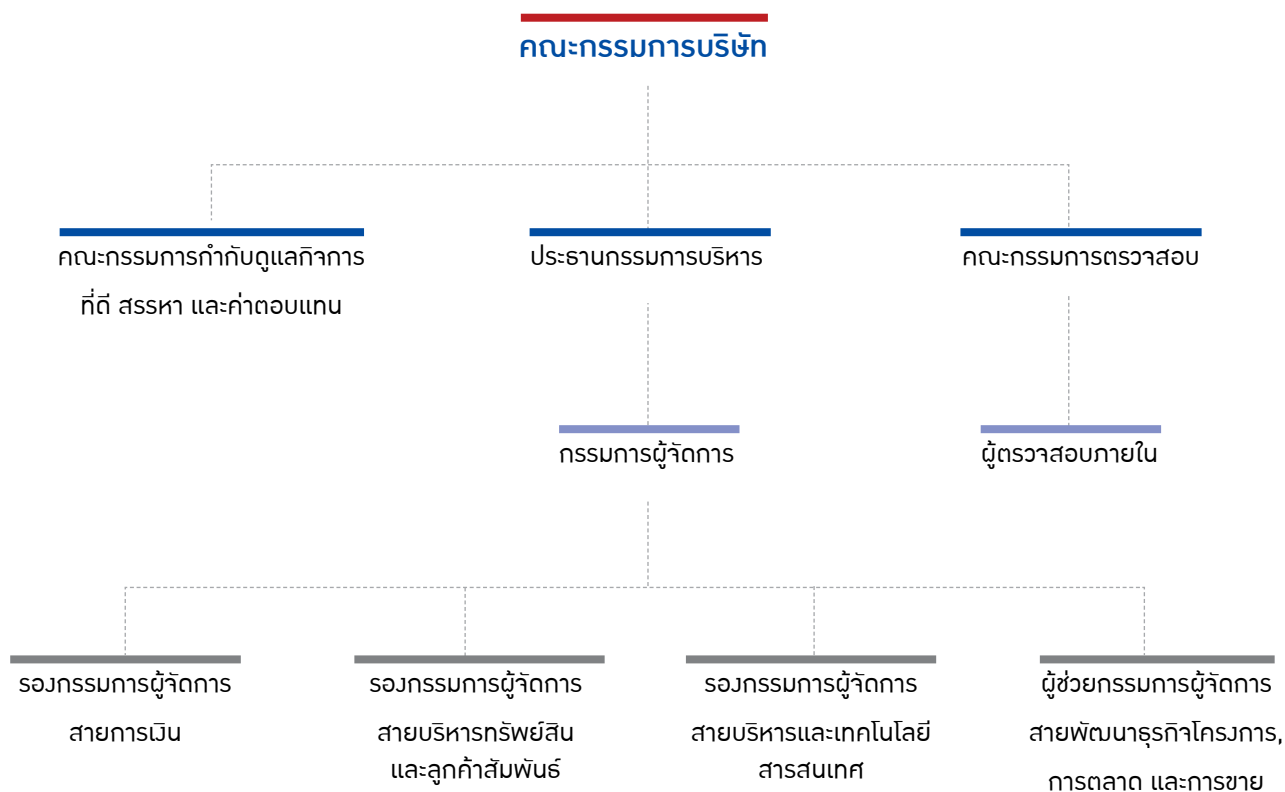 คณะกรรมการบริษัท
คณะกรรมการกำกับดูแลกิจการ
ที่ดี สรรหา และค่าตอบแทน
ประธานกรรมการบริหาร
คณะกรรมการตรวจสอบ
กรรมการผู้จัดการ
ผู้ตรวจสอบภายใน
รองกรรมการผู้จัดการ
สายการเงิน
รองกรรมการผู้จัดการ
สายบริหารทรัพย์สิน
และลูกค้าสัมพันธ์
รองกรรมการผู้จัดการ
สายบริหารและเทคโนโลยี
สารสนเทศ
ผู้ช่วยกรรมการผู้จัดการ
สายพัฒนาธุรกิจโครงการ,
การตลาด และการขาย